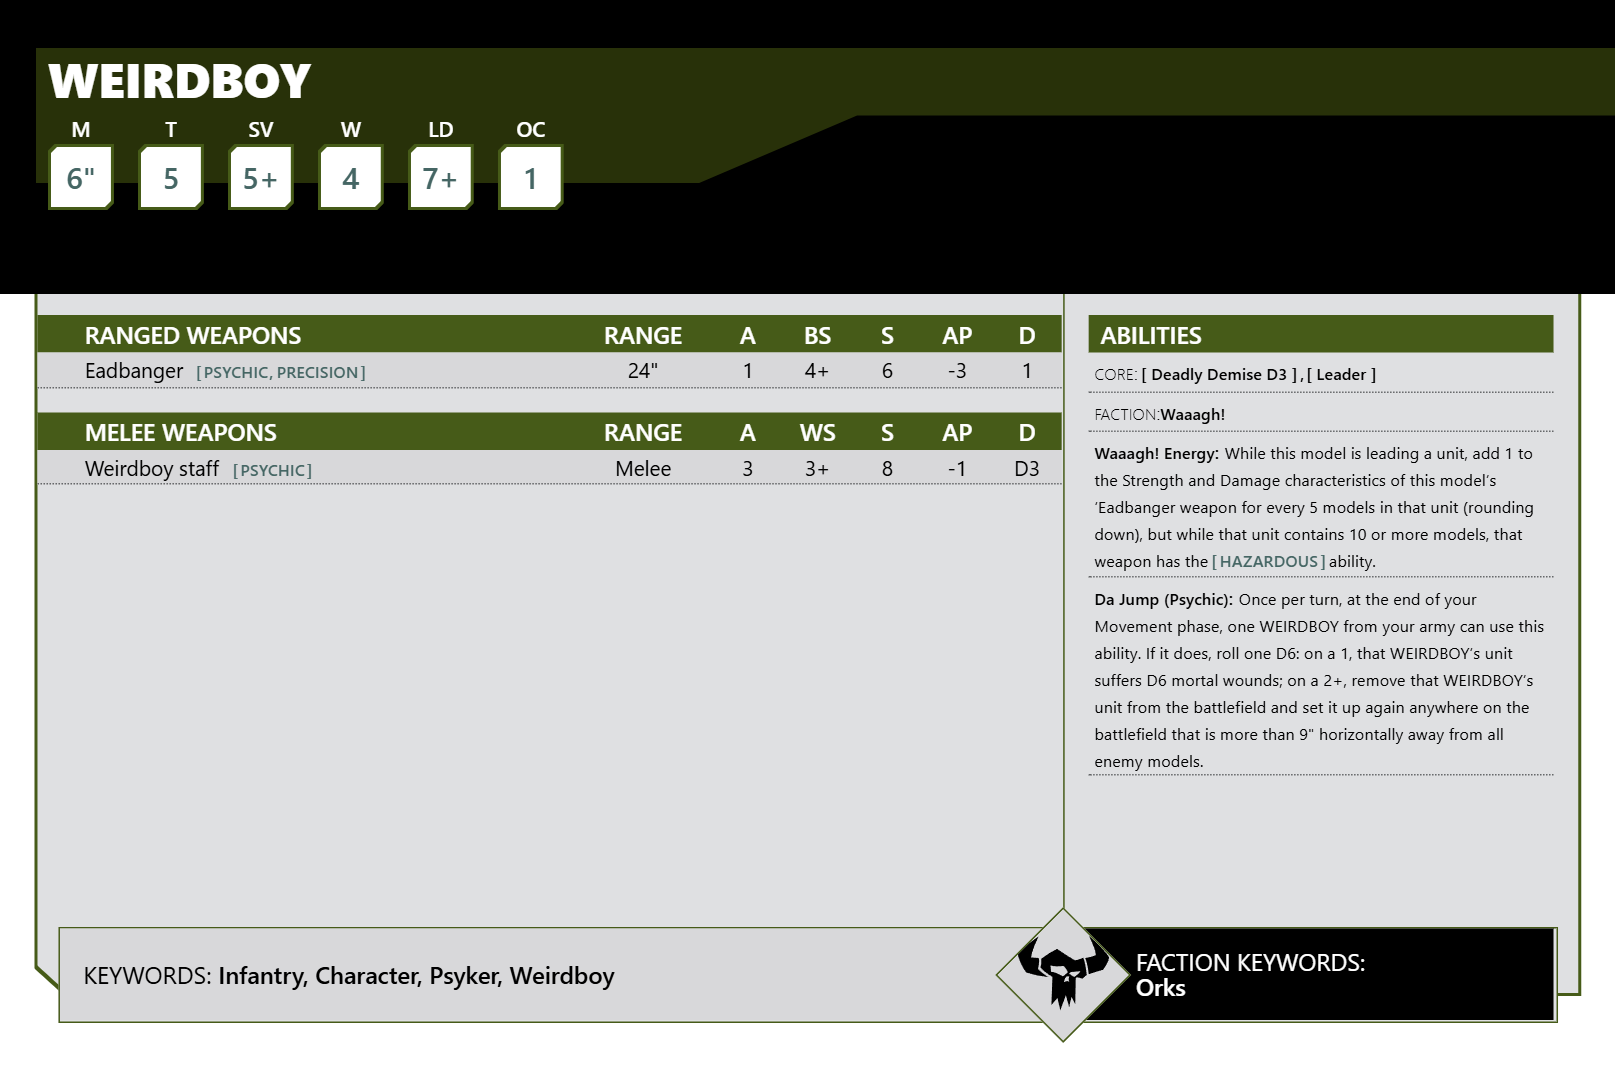 WEIRDBOY
M T SV W LD OC
6" 5 5+ 4 7+ 1
RANGED WEAPONS RANGE A BS S AP D
Eadbanger [PSYCHIC, PRECISION] 24" 1 4+ 6 -3 1
MELEE WEAPONS RANGE A WS S AP D
Weirdboy staff [PSYCHIC] Melee 3 3+ 8 -1 D3
ABILITIES
CORE: [ Deadly Demise D3 ] , [ Leader ]
FACTION:Waaagh!
Waaagh! Energy: While this model is leading a unit, add 1 to
the Strength and Damage characteristics of this model's
'Eadbanger weapon for every 5 models in that unit (rounding
down), but while that unit contains 10 or more models, that
weapon has the [ HAZARDOUS ] ability.
Da Jump (Psychic): Once per turn, at the end of your
Movement phase, one WEIRDBOY from your army can use this
ability. If it does, roll one D6: on a 1, that WEIRDBOY's unit
suffers D6 mortal wounds; on a 2+, remove that WEIRDBOY's
unit from the battlefield and set it up again anywhere on the
battlefield that is more than 9" horizontally away from all
enemy models.
KEYWORDS: Infantry, Character, Psyker, Weirdboy
FACTION KEYWORDS:
Orks